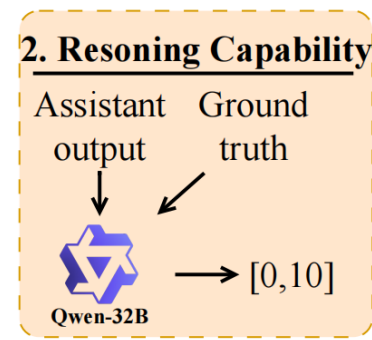 2. Resoning Capability
Assistant Ground
output truth
[0,10]
Qwen-32B